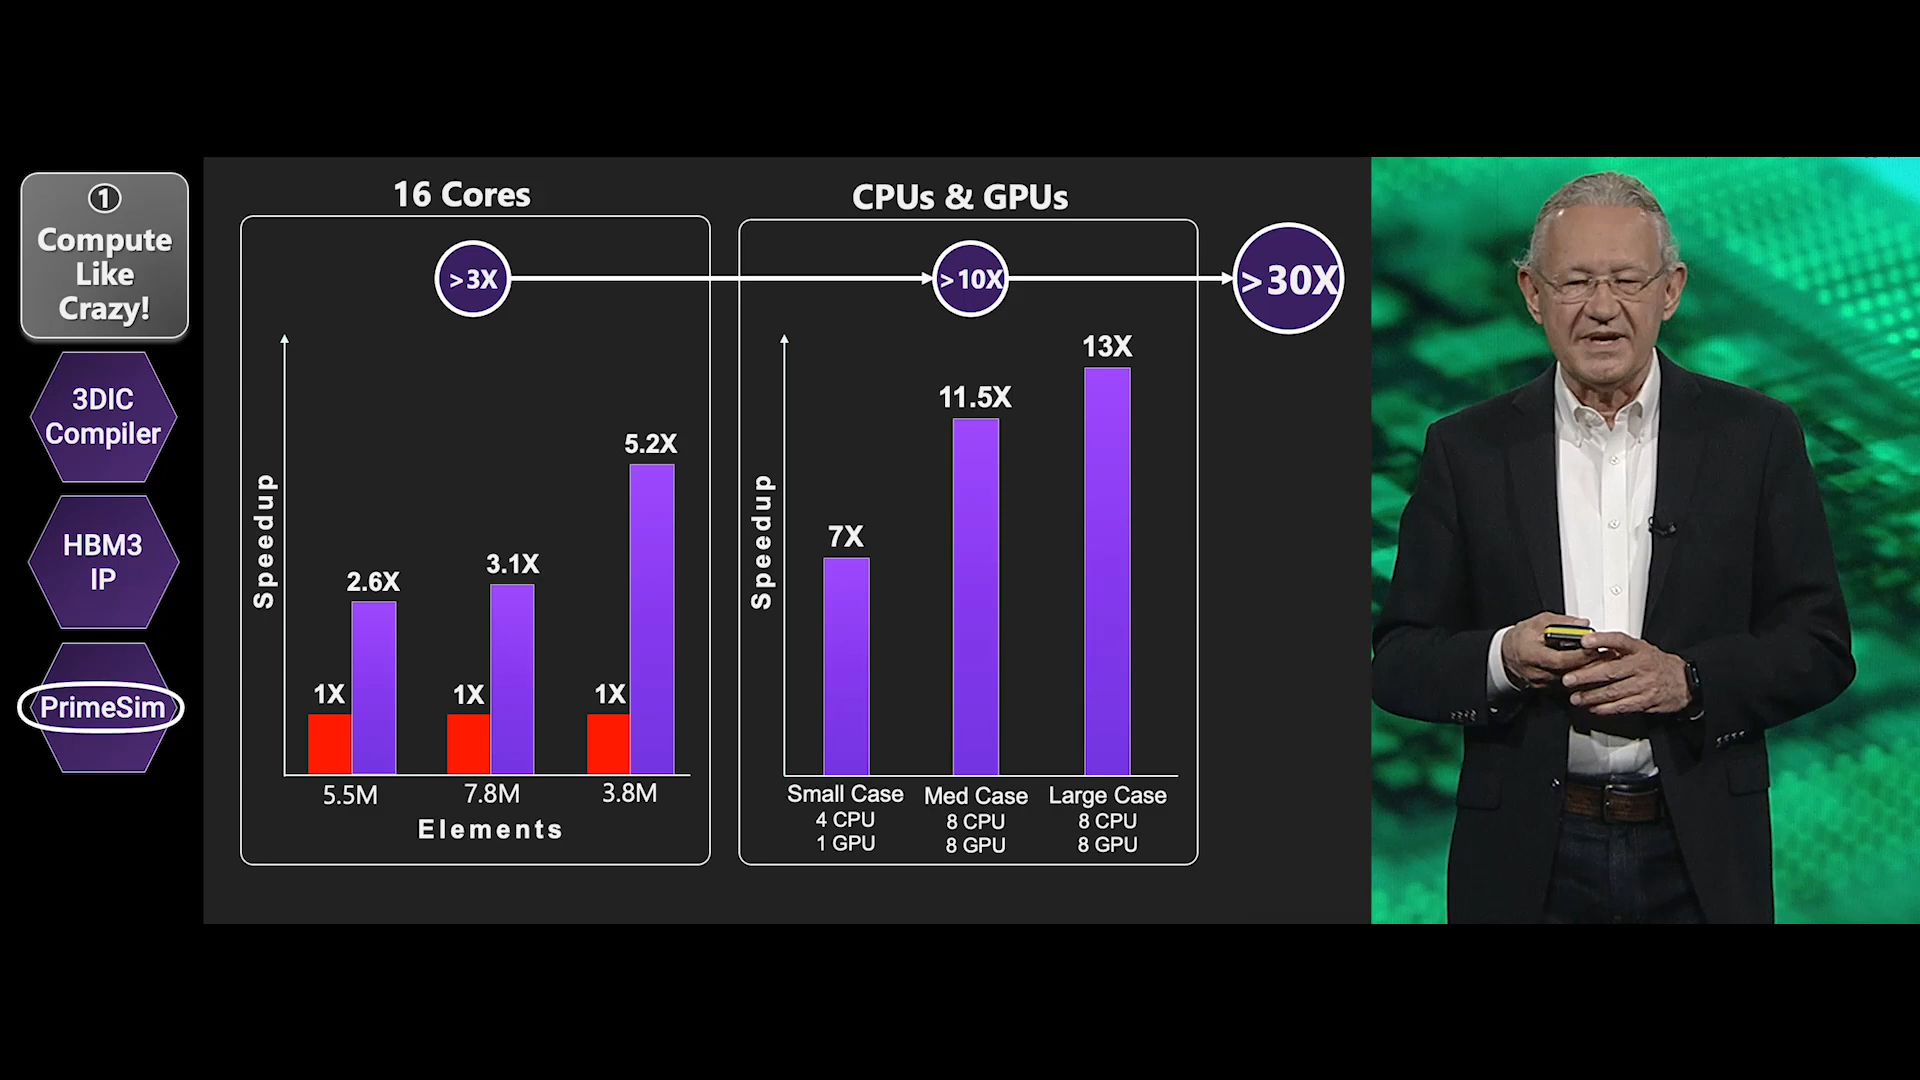 ①
Compute
Like
Crazy!
3DIC
Compiler
HBM3
IP
PrimeSim
16 Cores
>3X
Speedup
1X
2.6X
1X
3.1X
1X
5.2X
5.5M
7.8M
3.8M
Elements
CPUs & GPUs
>10X
>30X
Speedup
7X
11.5X
13X
Small Case
4 CPU
1 GPU
Med Case
8 CPU
8 GPU
Large Case
8 CPU
8 GPU